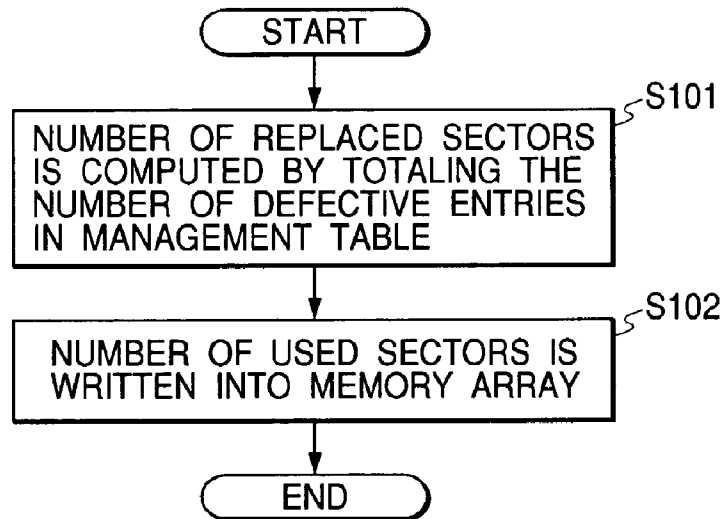 START
S101
NUMBER OF REPLACED SECTORS
IS COMPUTED BY TOTALING THE
NUMBER OF DEFECTIVE ENTRIES
IN MANAGEMENT TABLE
S102
NUMBER OF USED SECTORS IS
WRITTEN INTO MEMORY ARRAY
END